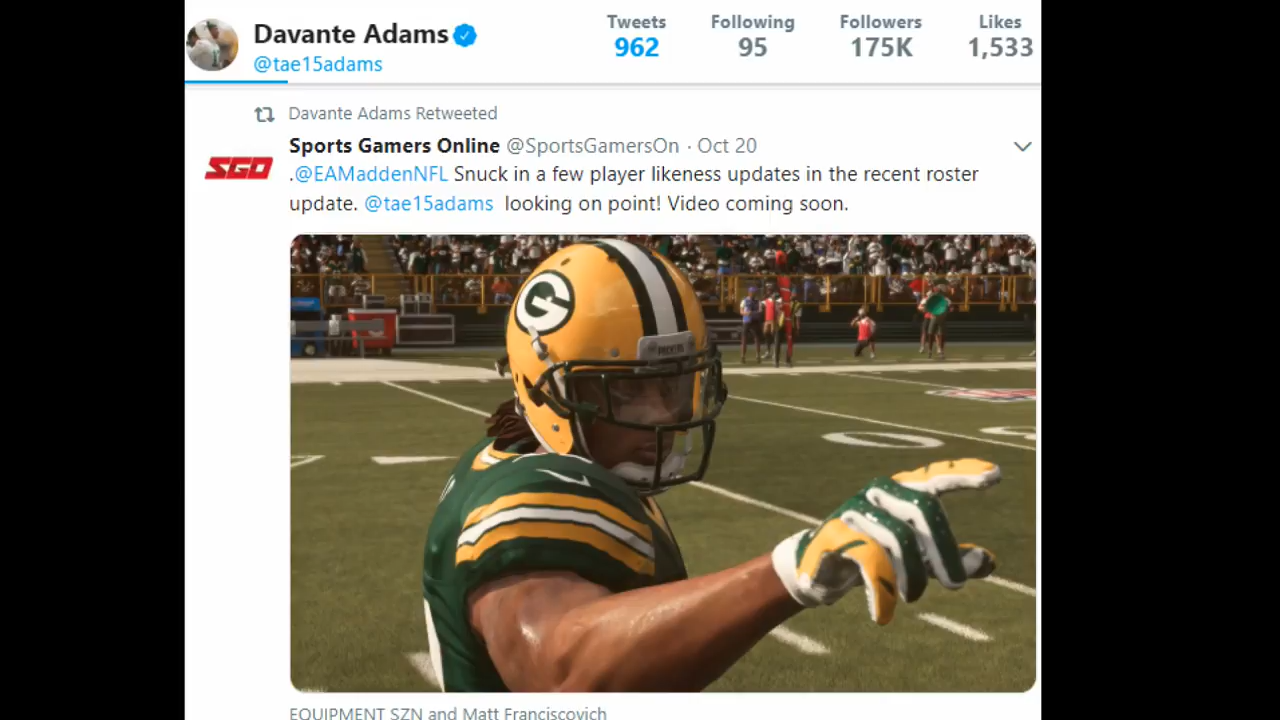 Davante Adams
@tae15adams
Tweets
962
Following
95
Followers
175K
Likes
1,533
Davante Adams Retweeted
SGO
Sports Gamers Online @SportsGamersOn · Oct 20
.@EAMaddenNFL Snuck in a few player likeness updates in the recent roster
update. @tae15adams looking on point! Video coming soon.
G
PACKERS
EQUIPMENT SZN and Matt Franciscovich